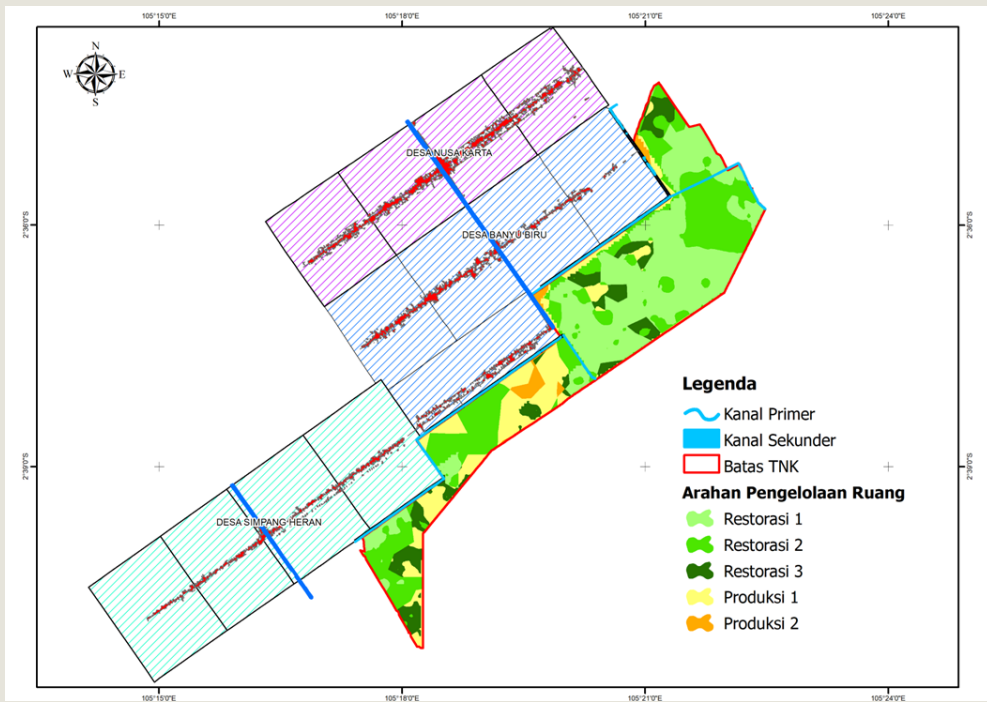 105°15'0"E 105°18'0"E 105°21'0"E 105°24'0"E
N
W E
S
DESA NUSA KARTA
2°36'0"S 2°36'0"S
DESA BANYU BIRU
Legenda
Kanal Primer
Kanal Sekunder
2°39'0"S 2°39'0"S
Batas TNK
Arahan Pengelolaan Ruang
Restorasi 1
DESA SIMPANG HERAN
Restorasi 2
Restorasi 3
Produksi 1
Produksi 2
105°15'0"E 105°18'0"E 105°21'0"E 105°24'0"E